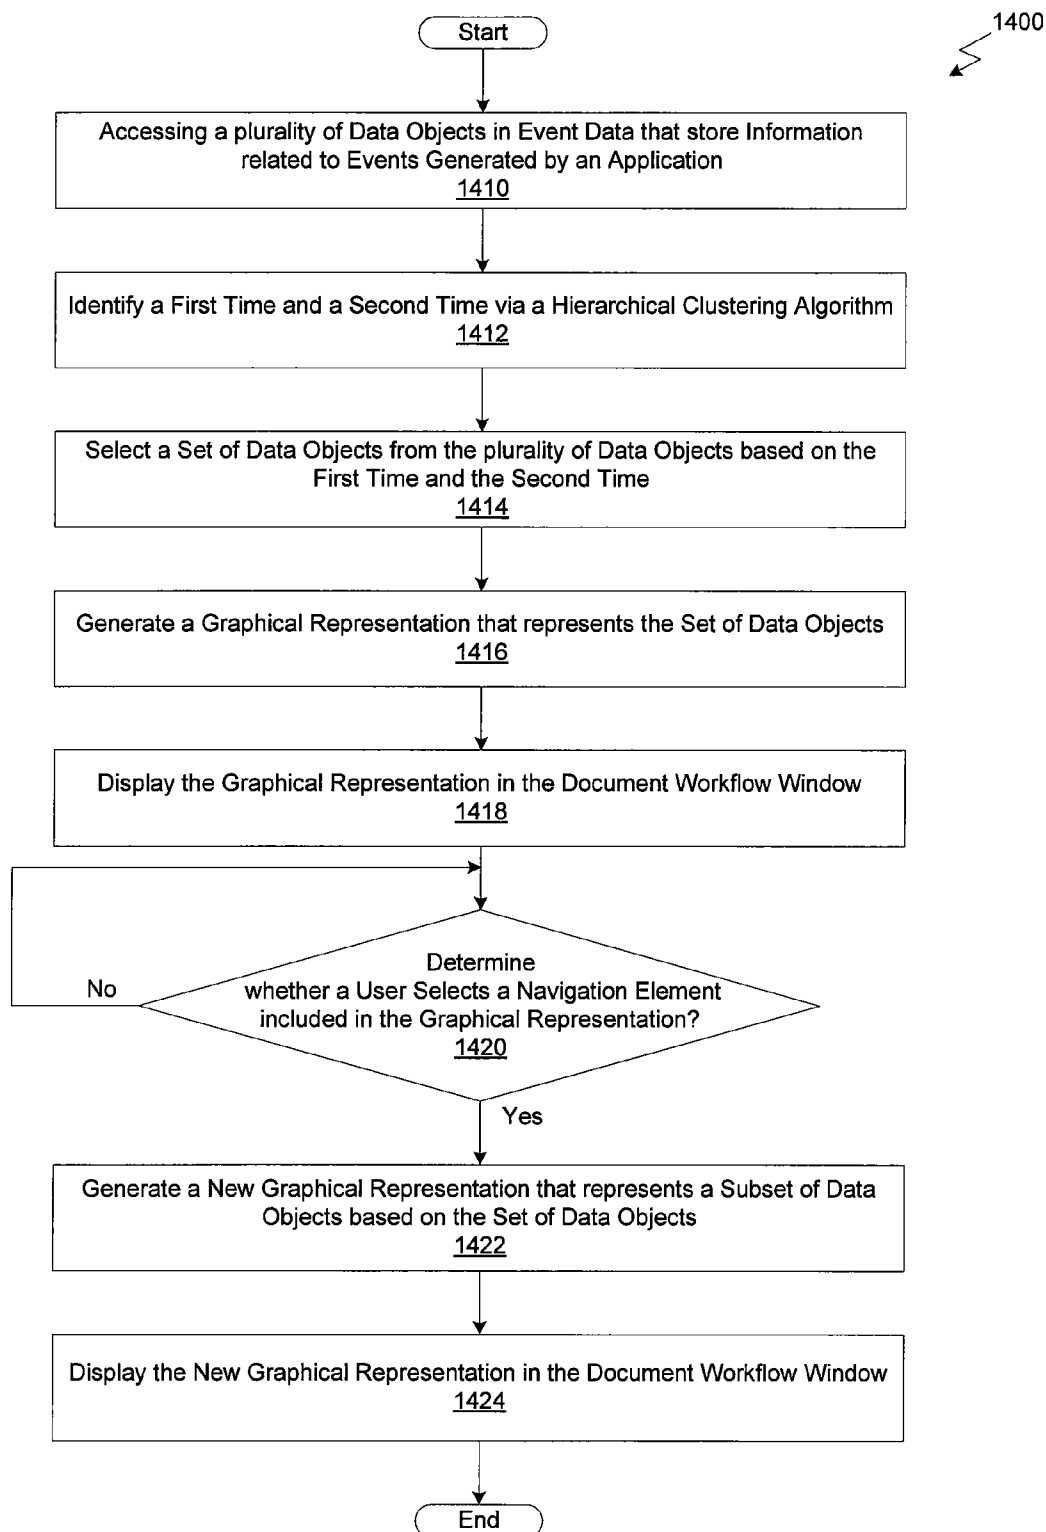 Start
1400
Accessing a plurality of Data Objects in Event Data that store Information
related to Events Generated by an Application
1410
Identify a First Time and a Second Time via a Hierarchical Clustering Algorithm
1412
Select a Set of Data Objects from the plurality of Data Objects based on the
First Time and the Second Time
1414
Generate a Graphical Representation that represents the Set of Data Objects
1416
Display the Graphical Representation in the Document Workflow Window
1418
Determine
whether a User Selects a Navigation Element
included in the Graphical Representation?
1420
No
Yes
Generate a New Graphical Representation that represents a Subset of Data
Objects based on the Set of Data Objects
1422
Display the New Graphical Representation in the Document Workflow Window
1424
End